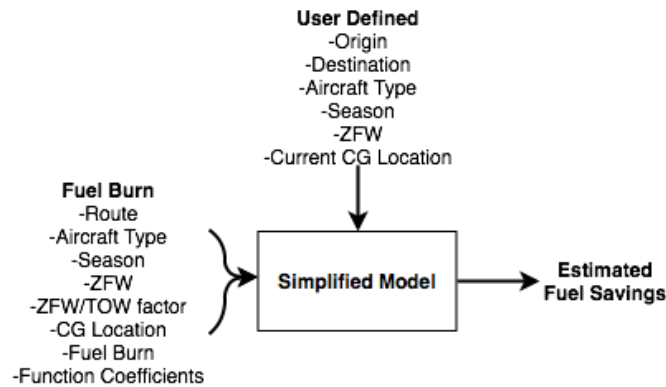 User Defined
-Origin
-Destination
-Aircraft Type
-Season
-ZFW
-Current CG Location
Fuel Burn
-Route
-Aircraft Type
-Season
-ZFW
-ZFW/TOW factor
-CG Location
-Fuel Burn
-Function Coefficients
Simplified Model
Estimated
Fuel Savings